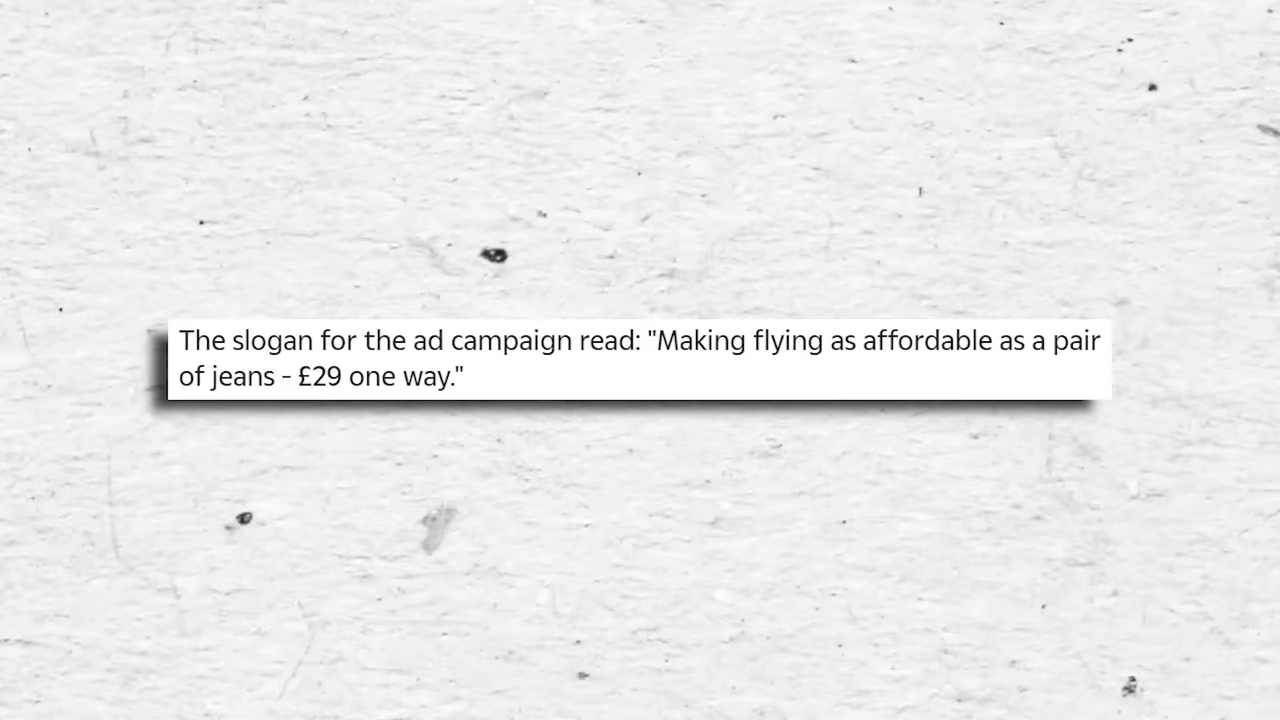 The slogan for the ad campaign read: "Making flying as affordable as a pair
of jeans - £29 one way."